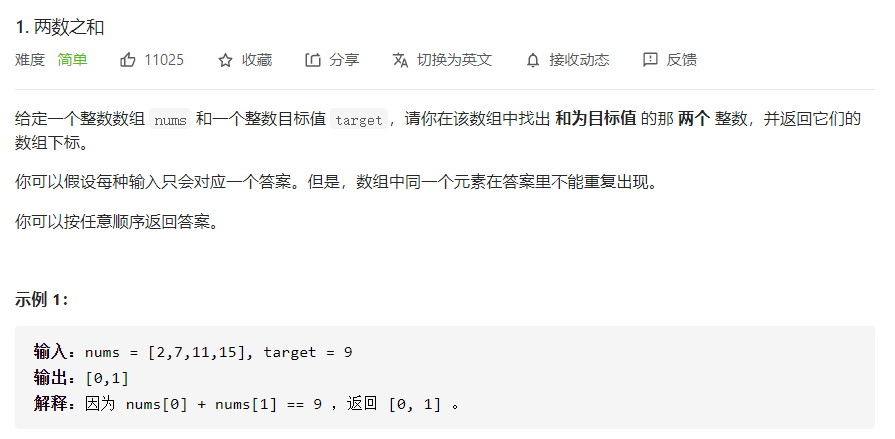 1. 两数之和
难度 简单 11025 收藏 分享 切换为英文 接收动态 反馈
给定一个整数数组 nums 和一个整数目标值 target，请你在该数组中找出 和为目标值 的那 两个 整数，并返回它们的
数组下标。
你可以假设每种输入只会对应一个答案。但是，数组中同一个元素在答案里不能重复出现。
你可以按任意顺序返回答案。
示例 1：
输入：nums = [2,7,11,15], target = 9
输出：[0,1]
解释：因为 nums[0] + nums[1] == 9 ，返回 [0, 1] 。